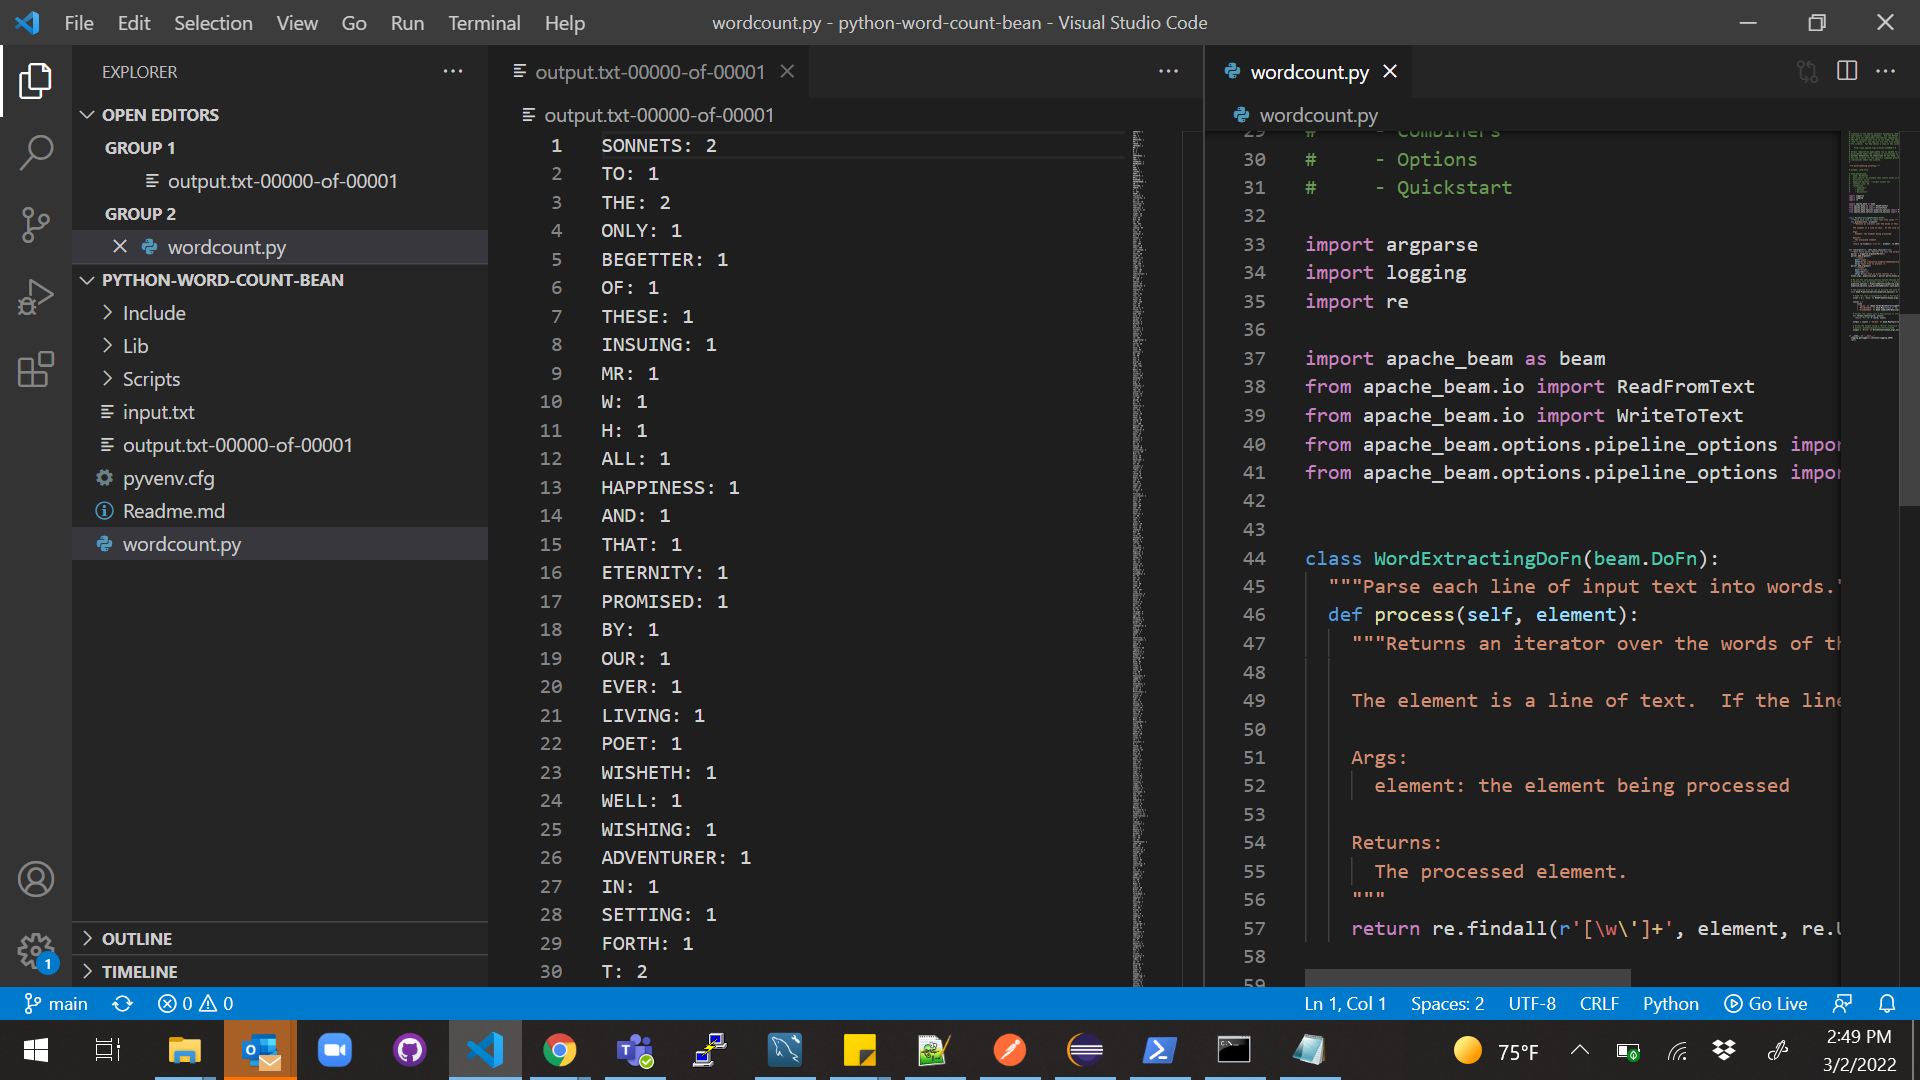 File Edit Selection View Go Run Terminal Help
wordcount.py - python-word-count-bean - Visual Studio Code
EXPLORER
OPEN EDITORS
GROUP 1
output.txt-00000-of-00001
GROUP 2
wordcount.py
PYTHON-WORD-COUNT-BEAN
Include
Lib
Scripts
input.txt
output.txt-00000-of-00001
pyvenv.cfg
Readme.md
wordcount.py
OUTLINE
TIMELINE
output.txt-00000-of-00001
output.txt-00000-of-00001
1 SONNETS: 2
2 TO: 1
3 THE: 2
4 ONLY: 1
5 BEGETTER: 1
6 OF: 1
7 THESE: 1
8 INSUING: 1
9 MR: 1
10 W: 1
11 H: 1
12 ALL: 1
13 HAPPINESS: 1
14 AND: 1
15 THAT: 1
16 ETERNITY: 1
17 PROMISED: 1
18 BY: 1
19 OUR: 1
20 EVER: 1
21 LIVING: 1
22 POET: 1
23 WISHETH: 1
24 WELL: 1
25 WISHING: 1
26 ADVENTURER: 1
27 IN: 1
28 SETTING: 1
29 FORTH: 1
30 T: 2
wordcount.py
wordcount.py
29 # - Combiners
30 # - Options
31 # - Quickstart
32
33 import argparse
34 import logging
35 import re
36
37 import apache_beam as beam
38 from apache_beam.io import ReadFromText
39 from apache_beam.io import WriteToText
40 from apache_beam.options.pipeline_options impor
41 from apache_beam.options.pipeline_options impor
42
43
44 class WordExtractingDoFn(beam.DoFn):
45 """Parse each line of input text into words."
46 def process(self, element):
47 """Returns an iterator over the words of th
48
49 The element is a line of text.  If the line
50
51 Args:
52 element: the element being processed
53
54 Returns:
55 The processed element.
56 """
57 return re.findall(r'[\w\']+', element, re.U
58
59
1
main 0 0
Ln 1, Col 1 Spaces: 2 UTF-8 CRLF Python Go Live
75°F
2:49 PM
3/2/2022